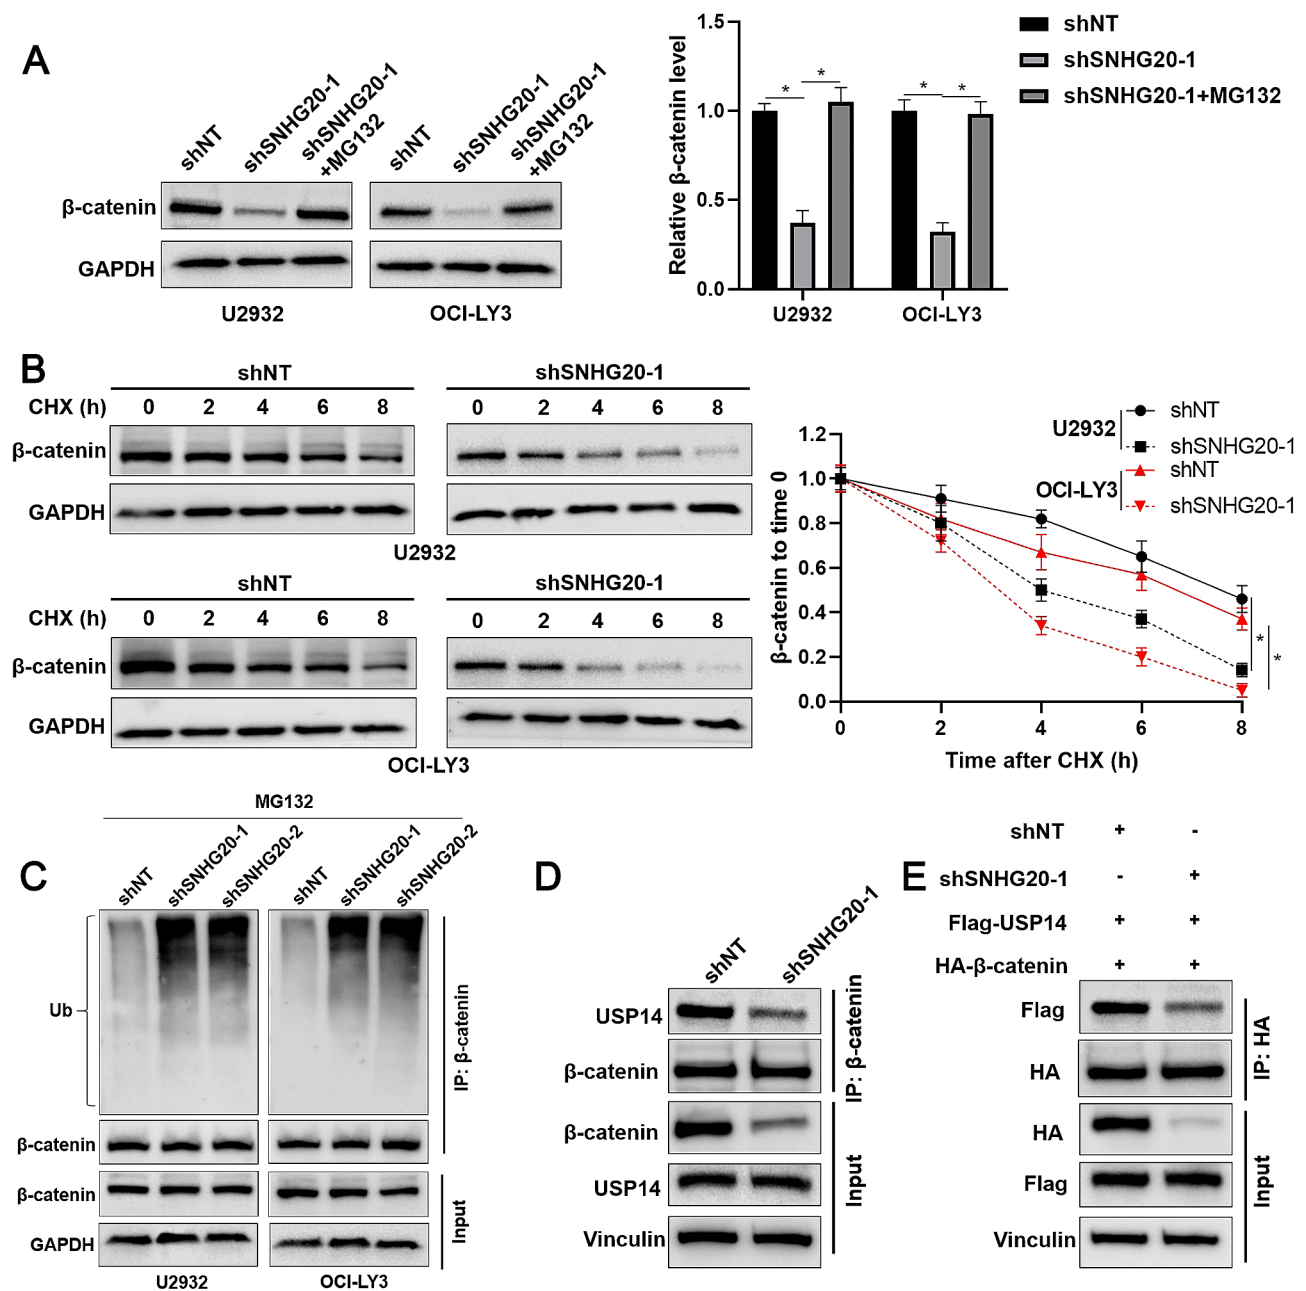 A
shNT
shSNHG20-1
shSNHG20-1
+MG132
shNT
shSNHG20-1
shSNHG20-1
+MG132
β-catenin
GAPDH
U2932
OCI-LY3
Relative β-catenin level
1.5
1.0
0.5
0.0
* * * *
U2932
OCI-LY3
shNT
shSNHG20-1
shSNHG20-1+MG132
B
shNT
shSNHG20-1
CHX (h) 0 2 4 6 8 0 2 4 6 8
β-catenin
GAPDH
U2932
shNT
shSNHG20-1
CHX (h) 0 2 4 6 8 0 2 4 6 8
β-catenin
GAPDH
OCI-LY3
U2932
shNT
shSNHG20-1
OCI-LY3
shNT
shSNHG20-1
β-catenin to time 0
1.2
1.0
0.8
0.6
0.4
0.2
0.0
0 2 4 6 8
Time after CHX (h)
*
*
C
MG132
shNT
shSNHG20-1
shSNHG20-2
shNT
shSNHG20-1
shSNHG20-2
Ub
β-catenin
β-catenin
GAPDH
IP: β-catenin
Input
U2932
OCI-LY3
D
shNT
shSNHG20-1
USP14
β-catenin
β-catenin
USP14
Vinculin
IP: β-catenin
Input
E
shNT + -
shSNHG20-1 - +
Flag-USP14 + +
HA-β-catenin + +
Flag
HA
HA
Flag
Vinculin
IP: HA
Input